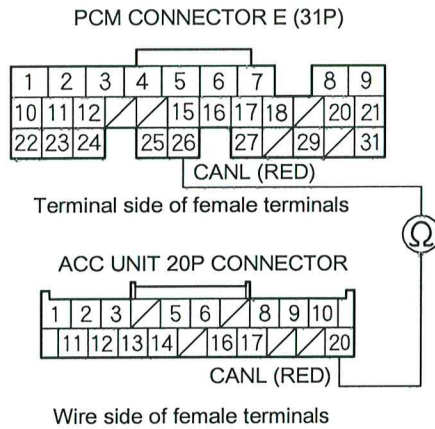 PCM CONNECTOR E (31P)
1 2 3 4 5 6 7 8 9
10 11 12 15 16 17 18 20 21
22 23 24 25 26 27 29 31
CANL (RED)
Terminal side of female terminals
Ω
ACC UNIT 20P CONNECTOR
1 2 3 5 6 8 9 10
11 12 13 14 16 17 20
CANL (RED)
Wire side of female terminals